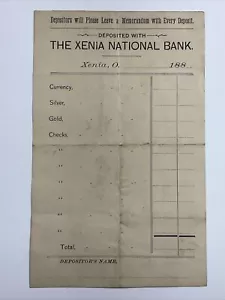 Depositors will Please Leave a Memorandum with Every Deposit.
DEPOSITED WITH
THE XENIA NATIONAL BANK.
Xenia, O. 188
Currency,
Silver,
Gold,
Checks,
"
"
"
"
"
Total,
DEPOSITOR'S NAME,